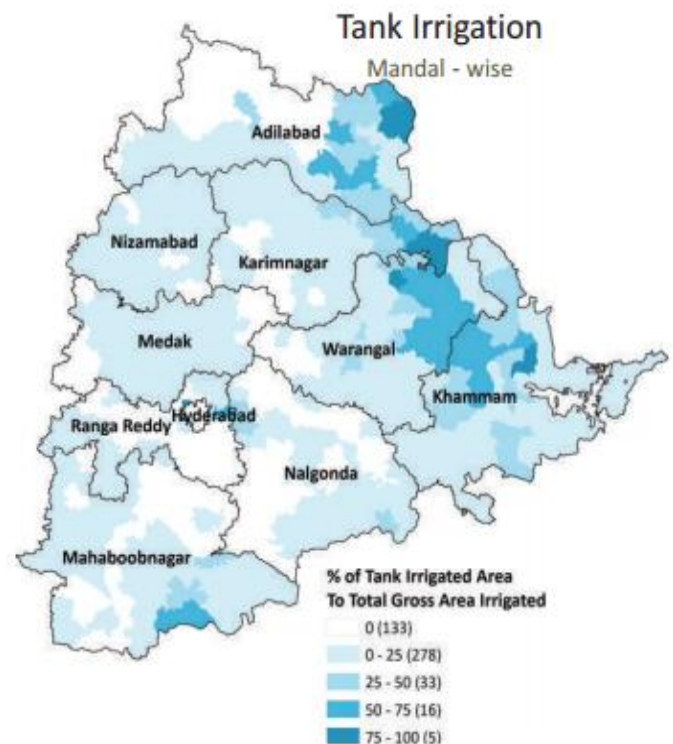 Tank Irrigation
Mandal - wise
Adilabad
Nizamabad
Karimnagar
Medak
Warangal
Khammam
Hyderabad
Ranga Reddy
Nalgonda
Mahaboobnagar
% of Tank Irrigated Area
To Total Gross Area Irrigated
0 (133)
0 - 25 (278)
25 - 50 (33)
50 - 75 (16)
75 - 100 (5)